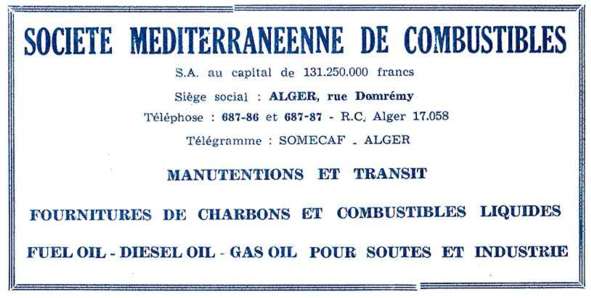 SOCIETE MEDITERRANEENNE DE COMBUSTIBLES
S.A. au capital de 131.250.000 francs
Siège social : ALGER, rue Domrémy
Téléphose : 687-86 et 687-87 - R.C, Alger 17.058
Télégramme : SOMECAF - ALGER
MANUTENTIONS ET TRANSIT
FOURNITURES DE CHARBONS ET COMBUSTIBLES LIQUIDES
FUEL OIL - DIESEL OIL - GAS OIL POUR SOUTES ET INDUSTRIE